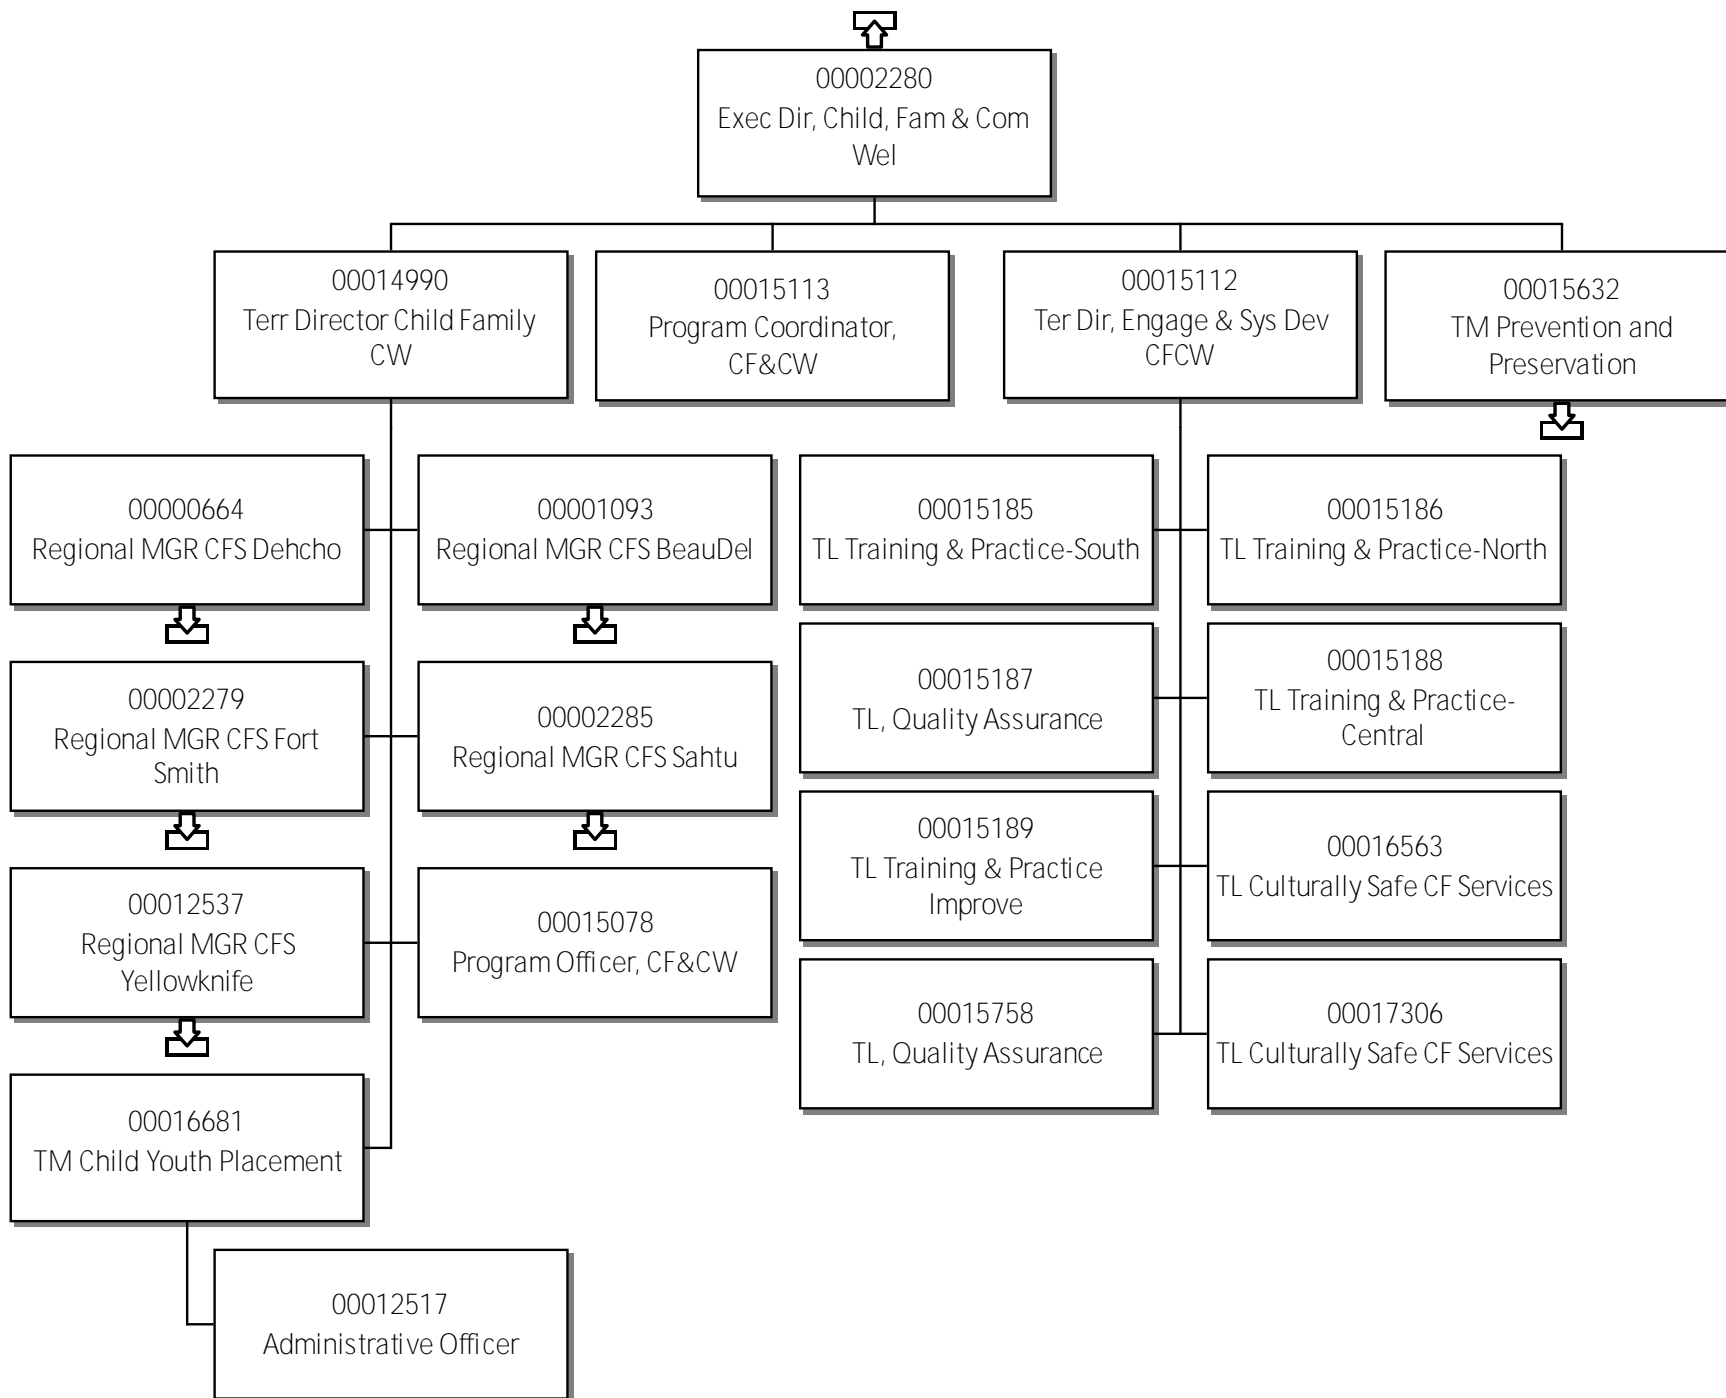 00002280
Exec Dir, Child, Fam & Com
Wel
00014990
Terr Director Child Family
CW
00015113
Program Coordinator,
CF&CW
00015112
Ter Dir, Engage & Sys Dev
CFCW
00015632
TM Prevention and
Preservation
00000664
Regional MGR CFS Dehcho
00001093
Regional MGR CFS BeauDel
00015185
TL Training & Practice-South
00015186
TL Training & Practice-North
00002279
Regional MGR CFS Fort
Smith
00002285
Regional MGR CFS Sahtu
00015187
TL, Quality Assurance
00015188
TL Training & Practice-
Central
00012537
Regional MGR CFS
Yellowknife
00015078
Program Officer, CF&CW
00015189
TL Training & Practice
Improve
00016563
TL Culturally Safe CF Services
00015758
TL, Quality Assurance
00017306
TL Culturally Safe CF Services
00016681
TM Child Youth Placement
00012517
Administrative Officer